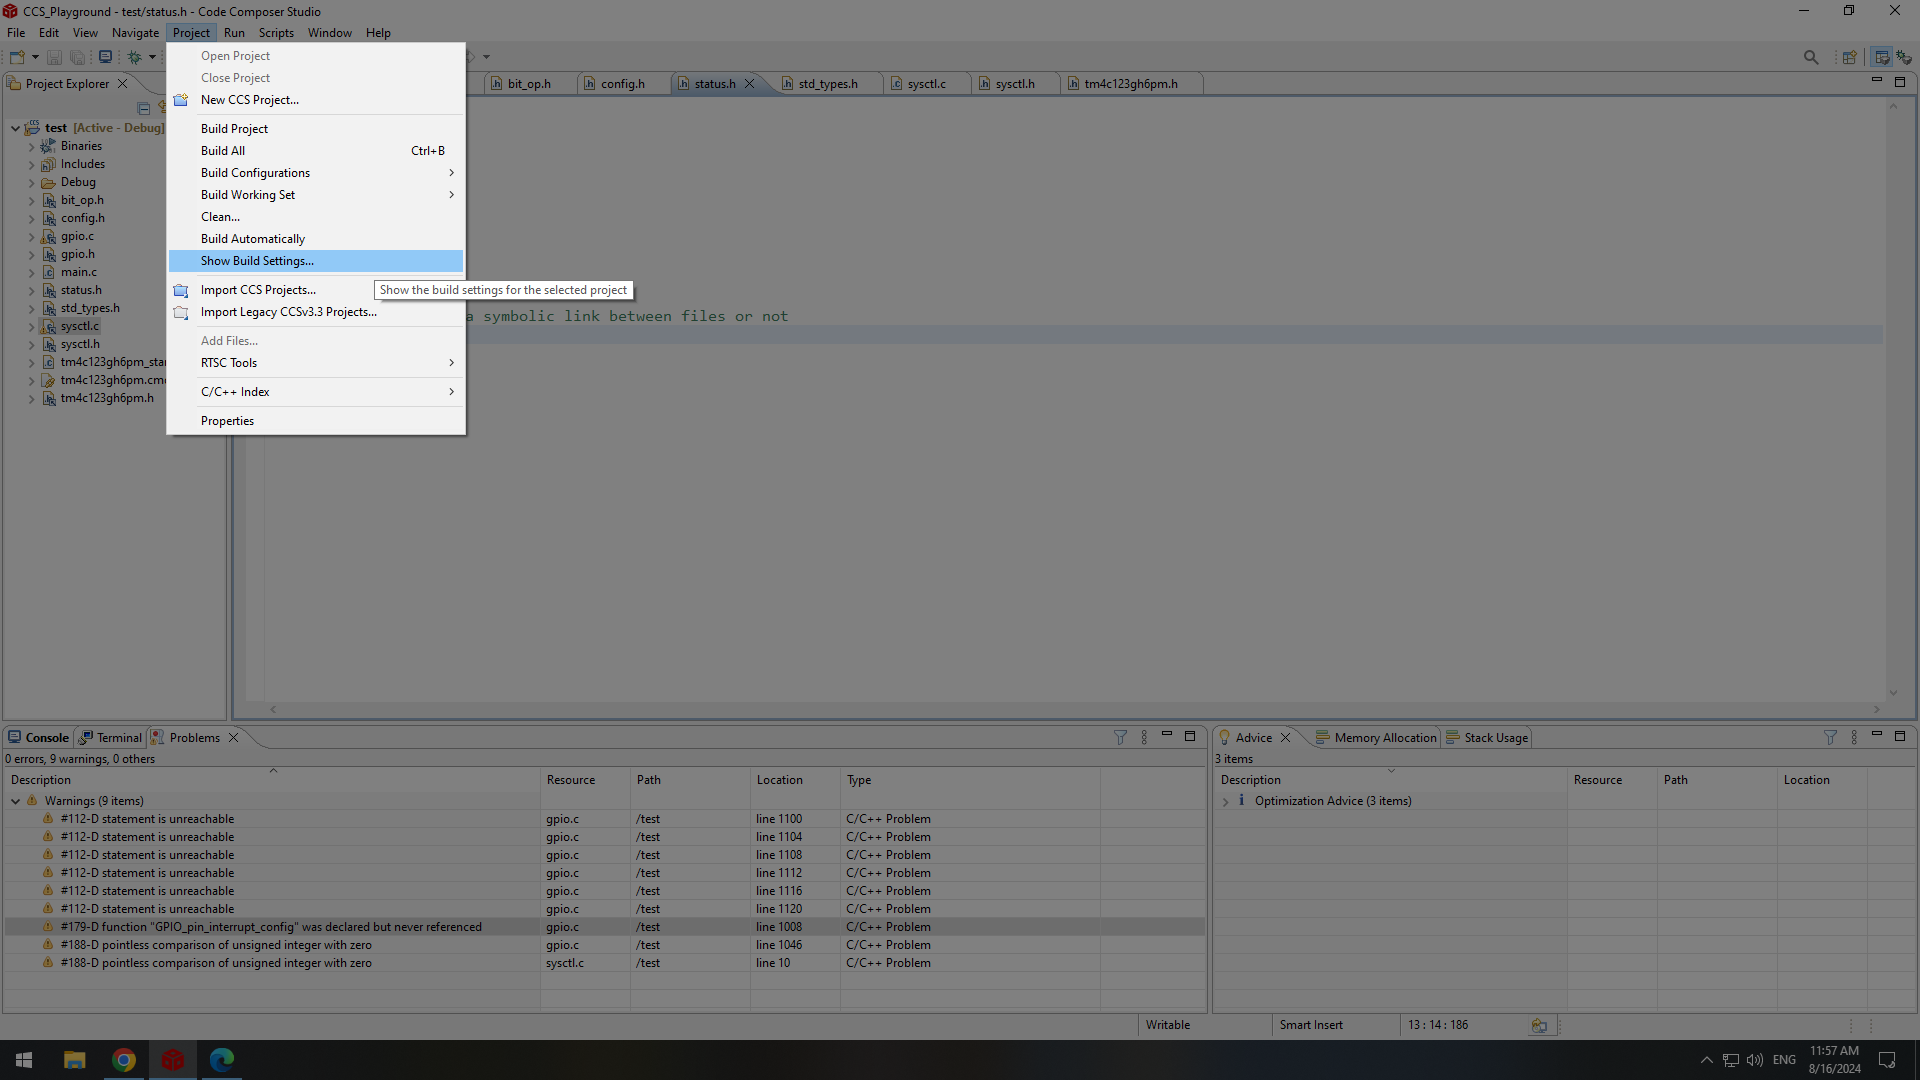 CCS_Playground - test/status.h - Code Composer Studio
File Edit View Navigate Project Run Scripts Window Help
Project Explorer
test [Active - Debug]
Binaries
Includes
Debug
bit_op.h
config.h
gpio.c
gpio.h
main.c
status.h
std_types.h
sysctl.c
sysctl.h
tm4c123gh6pm_star
tm4c123gh6pm.cmd
tm4c123gh6pm.h
Open Project
Close Project
New CCS Project...
Build Project
Build All Ctrl+B
Build Configurations
Build Working Set
Clean...
Build Automatically
Show Build Settings...
Import CCS Projects...
Import Legacy CCSv3.3 Projects...
Add Files...
RTSC Tools
C/C++ Index
Properties
Show the build settings for the selected project
bit_op.h config.h status.h std_types.h sysctl.c sysctl.h tm4c123gh6pm.h
a symbolic link between files or not
Console Terminal Problems
0 errors, 9 warnings, 0 others
Description Resource Path Location Type
Warnings (9 items)
#112-D statement is unreachable gpio.c /test line 1100 C/C++ Problem
#112-D statement is unreachable gpio.c /test line 1104 C/C++ Problem
#112-D statement is unreachable gpio.c /test line 1108 C/C++ Problem
#112-D statement is unreachable gpio.c /test line 1112 C/C++ Problem
#112-D statement is unreachable gpio.c /test line 1116 C/C++ Problem
#112-D statement is unreachable gpio.c /test line 1120 C/C++ Problem
#179-D function "GPIO_pin_interrupt_config" was declared but never referenced gpio.c /test line 1008 C/C++ Problem
#188-D pointless comparison of unsigned integer with zero gpio.c /test line 1046 C/C++ Problem
#188-D pointless comparison of unsigned integer with zero sysctl.c /test line 10 C/C++ Problem
Advice Memory Allocation Stack Usage
3 items
Description Resource Path Location
Optimization Advice (3 items)
Writable Smart Insert 13 : 14 : 186
ENG
11:57 AM
8/16/2024